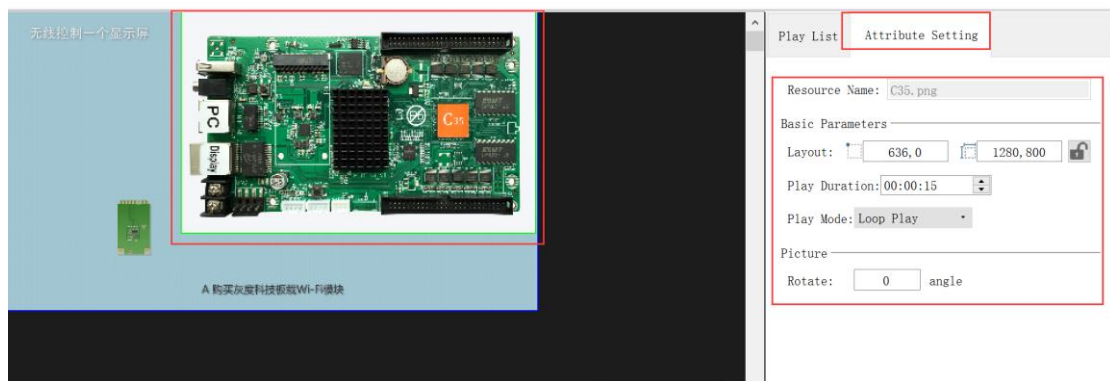 无线控制一个显示屏
PC
Display
C35
A 购买灰度科技板载Wi-Fi模块
Play List
Attribute Setting
Resource Name: C35.png
Basic Parameters
Layout: 636,0 1280,800
Play Duration: 00:00:15
Play Mode: Loop Play
Picture
Rotate: 0 angle